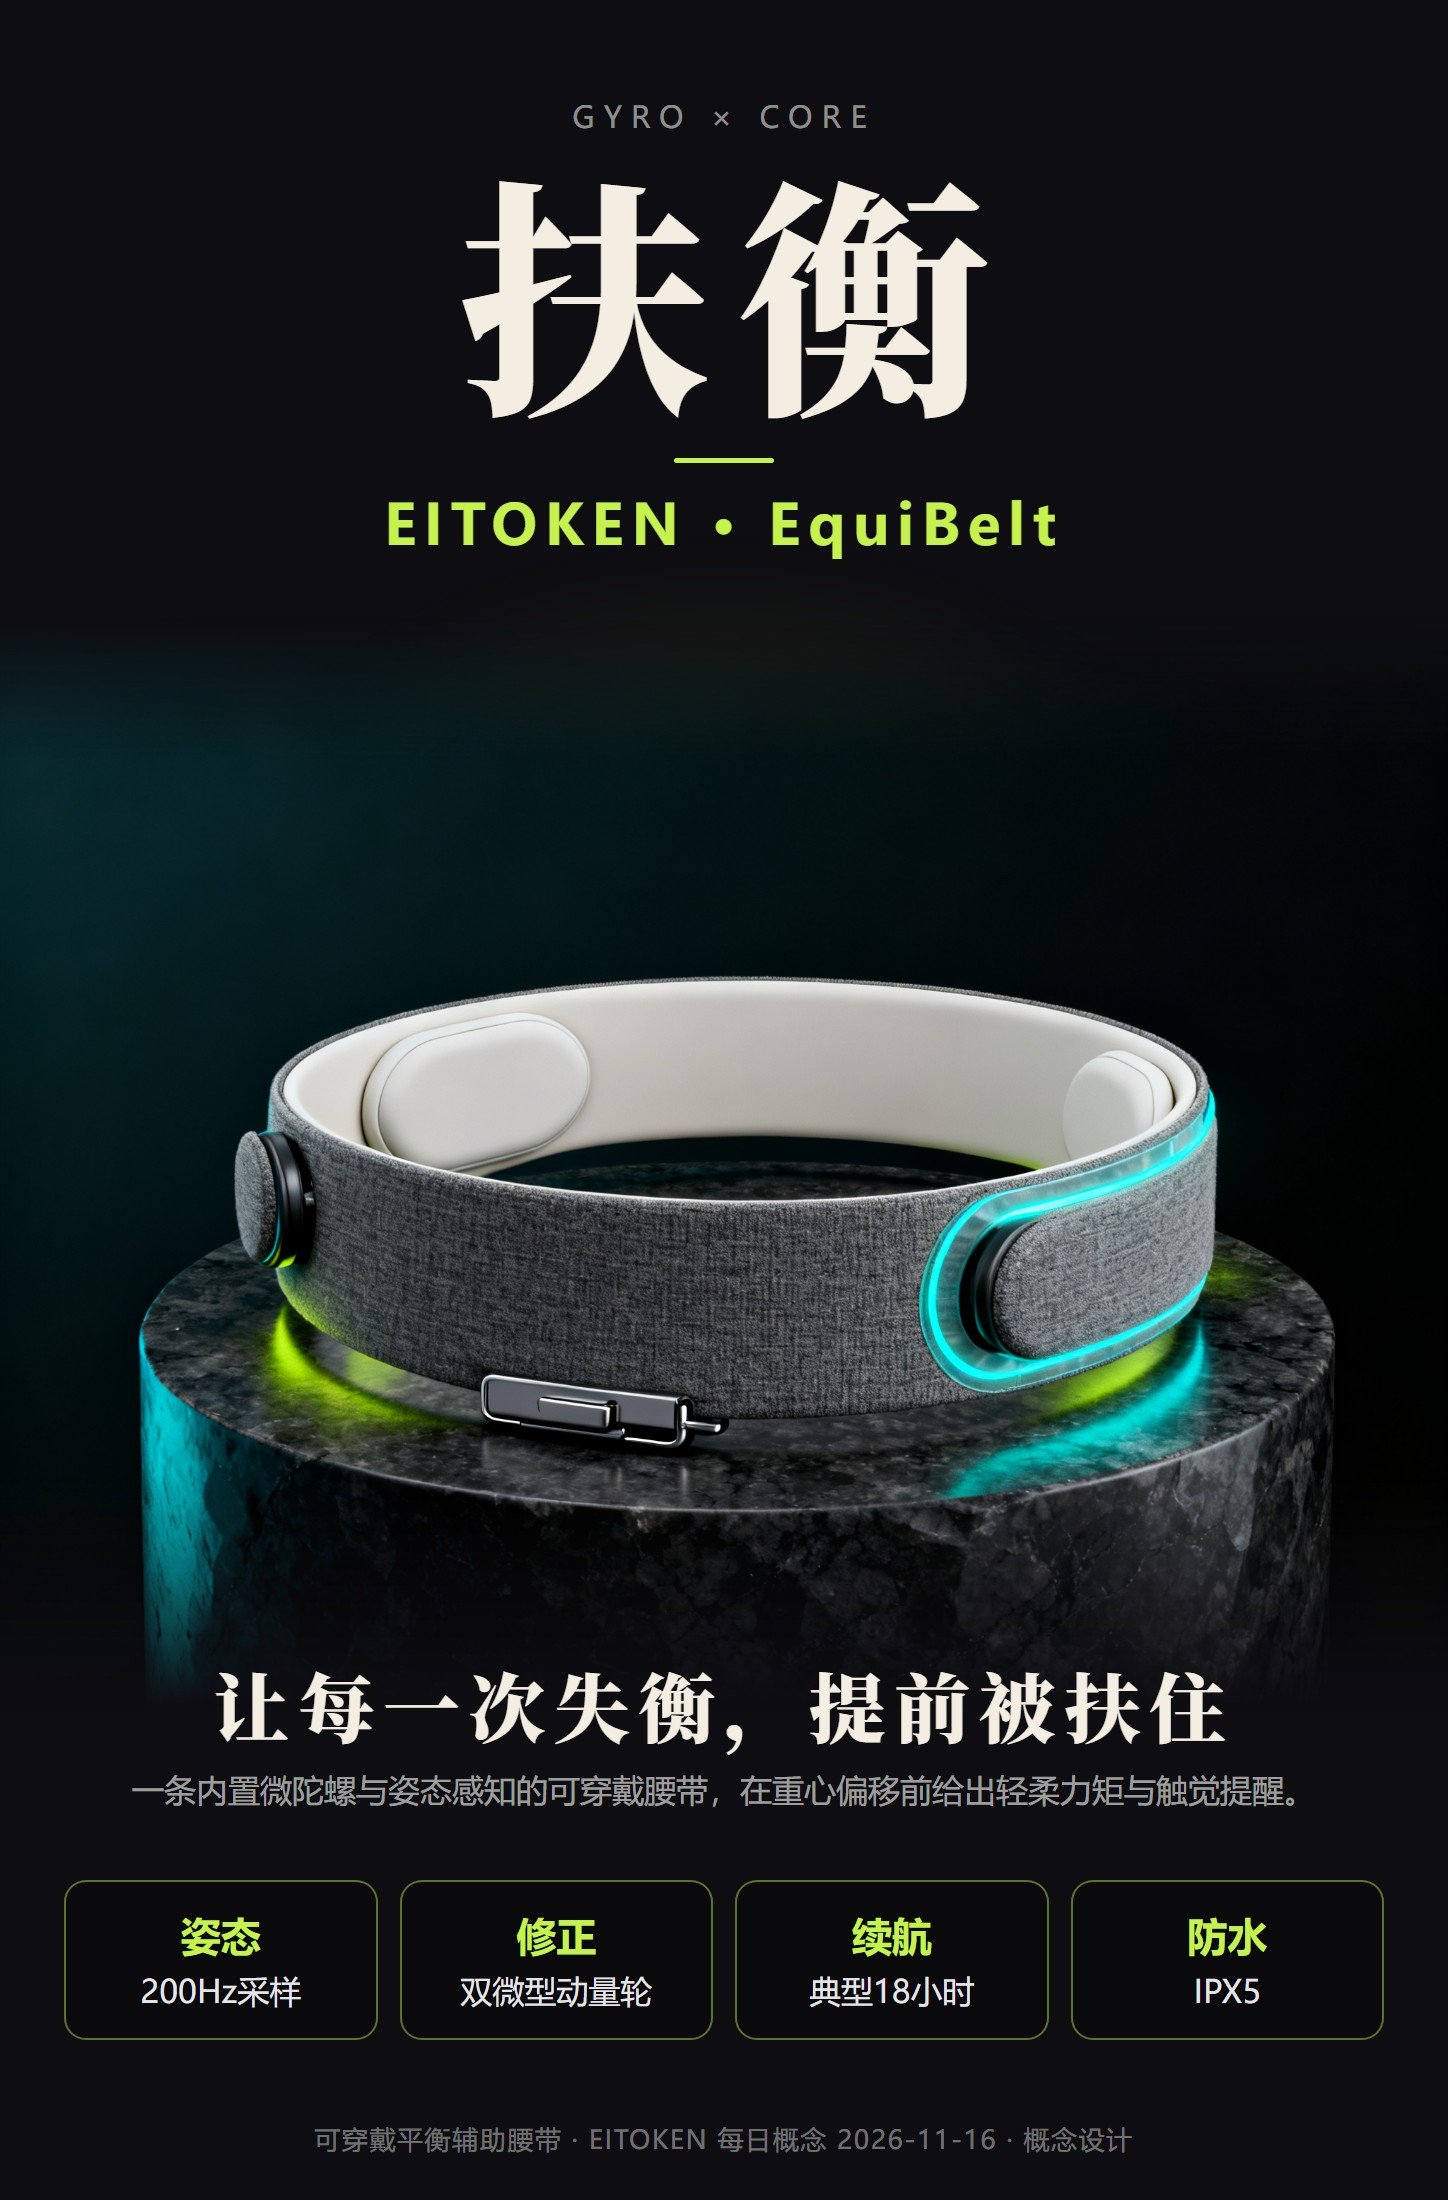 GYRO × CORE
扶衡
EITOKEN · EquiBelt
让每一次失衡，提前被扶住
一条内置微陀螺与姿态感知的可穿戴腰带，在重心偏移前给出轻柔力矩与触觉提醒。
姿态
200Hz采样
修正
双微型动量轮
续航
典型18小时
防水
IPX5
可穿戴平衡辅助腰带 · EITOKEN 每日概念 2026-11-16 · 概念设计